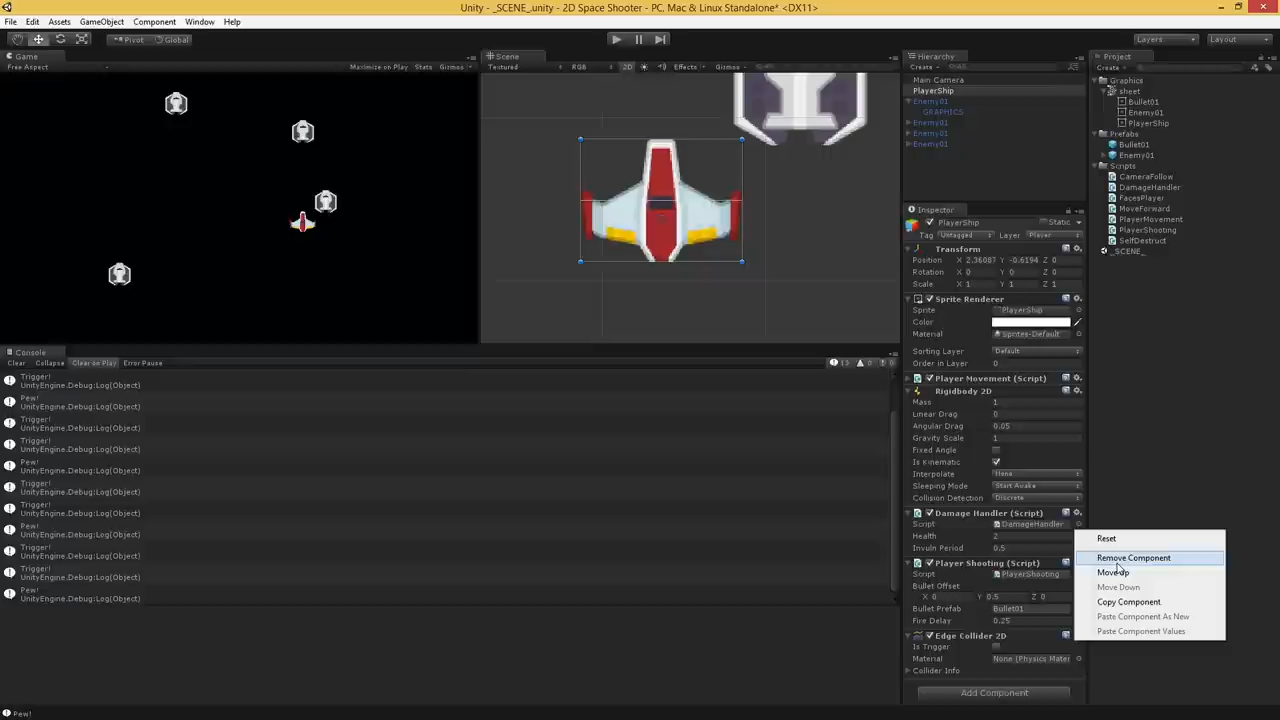 Unity - _SCENE_unity - 2D Space Shooter - PC, Mac & Linux Standalone* <DX11>
File Edit Assets GameObject Component Window Help
Pivot Global Layers Layout
Game Scene Hierarchy Project
Free Aspect Maximize on Play Stats Gizmos Textured RGB 2D Effects Gizmos All Create All Create
Main Camera
PlayerShip
Enemy01
GRAPHICS
Enemy01
Enemy01
Enemy01
Graphics
sheet
Bullet01
Enemy01
PlayerShip
Prefabs
Bullet01
Enemy01
Scripts
CameraFollow
DamageHandler
FacesPlayer
MoveForward
PlayerMovement
PlayerShooting
SelfDestruct
_SCENE_
Inspector
PlayerShip Static
Tag Untagged Layer Player
Transform
Position X 2.36087 Y -0.6194 Z 0
Rotation X 0 Y 0 Z 0
Scale X 1 Y 1 Z 1
Sprite Renderer
Sprite PlayerShip
Color
Material Sprites-Default
Sorting Layer Default
Order in Layer 0
Player Movement (Script)
Rigidbody 2D
Mass 1
Linear Drag 0
Angular Drag 0.05
Gravity Scale 1
Fixed Angle
Is Kinematic
Interpolate None
Sleeping Mode Start Awake
Collision Detection Discrete
Damage Handler (Script)
Script DamageHandler
Health 2
Invuln Period 0.5
Player Shooting (Script)
Script PlayerShooting
Bullet Offset
X 0 Y 0.5 Z 0
Bullet Prefab Bullet01
Fire Delay 0.25
Edge Collider 2D
Is Trigger
Material None (Physics Mater
Collider Info
Add Component
Reset
Remove Component
Move Up
Move Down
Copy Component
Paste Component As New
Paste Component Values
Console
Clear Collapse Clear on Play Error Pause 13 0 0
Trigger!
UnityEngine.Debug:Log(Object)
Pew!
UnityEngine.Debug:Log(Object)
Trigger!
UnityEngine.Debug:Log(Object)
Trigger!
UnityEngine.Debug:Log(Object)
Pew!
UnityEngine.Debug:Log(Object)
Trigger!
UnityEngine.Debug:Log(Object)
Trigger!
UnityEngine.Debug:Log(Object)
Pew!
UnityEngine.Debug:Log(Object)
Trigger!
UnityEngine.Debug:Log(Object)
Trigger!
UnityEngine.Debug:Log(Object)
Pew!
UnityEngine.Debug:Log(Object)
Pew!